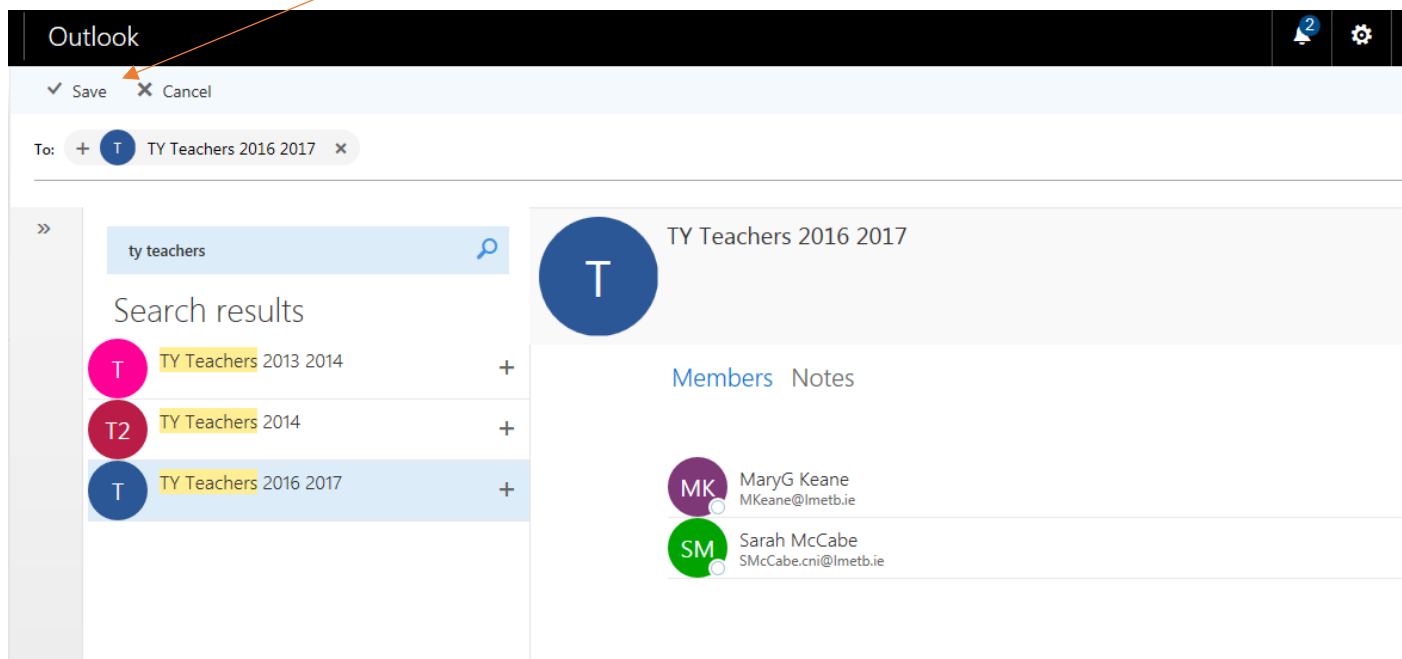 Outlook
2
Save Cancel
To: + T TY Teachers 2016 2017 ×
»
ty teachers
Search results
T TY Teachers 2013 2014 +
T2 TY Teachers 2014 +
T TY Teachers 2016 2017 +
T TY Teachers 2016 2017
Members Notes
MK MaryG Keane
MKeane@lmetb.ie
SM Sarah McCabe
SMcCabe.cni@lmetb.ie